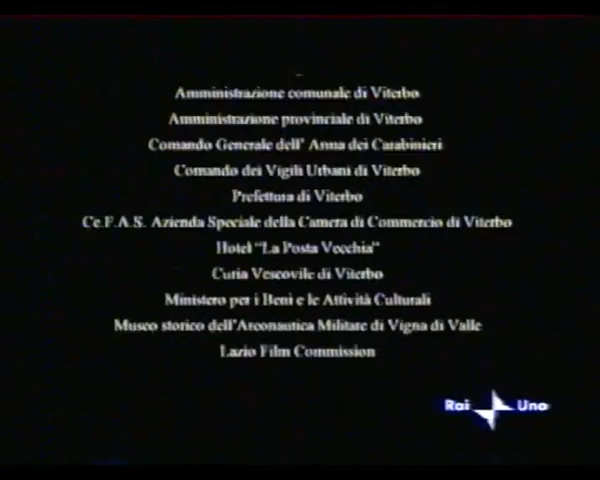 Amministrazione comunale di Viterbo
Amministrazione provinciale di Viterbo
Comando Generale dell' Arma dei Carabinieri
Comando dei Vigili Urbani di Viterbo
Prefettura di Viterbo
Ce.F.A.S. Azienda Speciale della Camera di Commercio di Viterbo
Hotel "La Posta Vecchia"
Curia Vescovile di Viterbo
Ministero per i Beni e le Attività Culturali
Museo storico dell'Aeronautica Militare di Vigna di Valle
Lazio Film Commission
Rai Uno